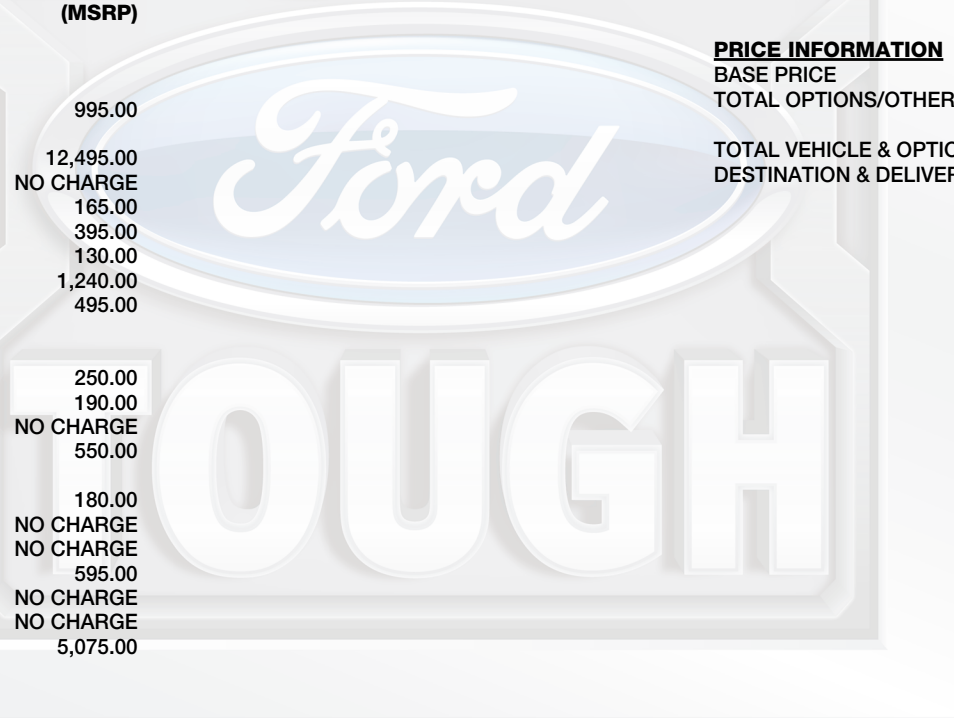 (MSRP)
995.00
12,495.00
NO CHARGE
165.00
395.00
130.00
1,240.00
495.00
250.00
190.00
NO CHARGE
550.00
180.00
NO CHARGE
NO CHARGE
595.00
NO CHARGE
NO CHARGE
5,075.00
PRICE INFORMATION
BASE PRICE
TOTAL OPTIONS/OTHER
TOTAL VEHICLE & OPTIO
DESTINATION & DELIVER
Ford
TOUGH